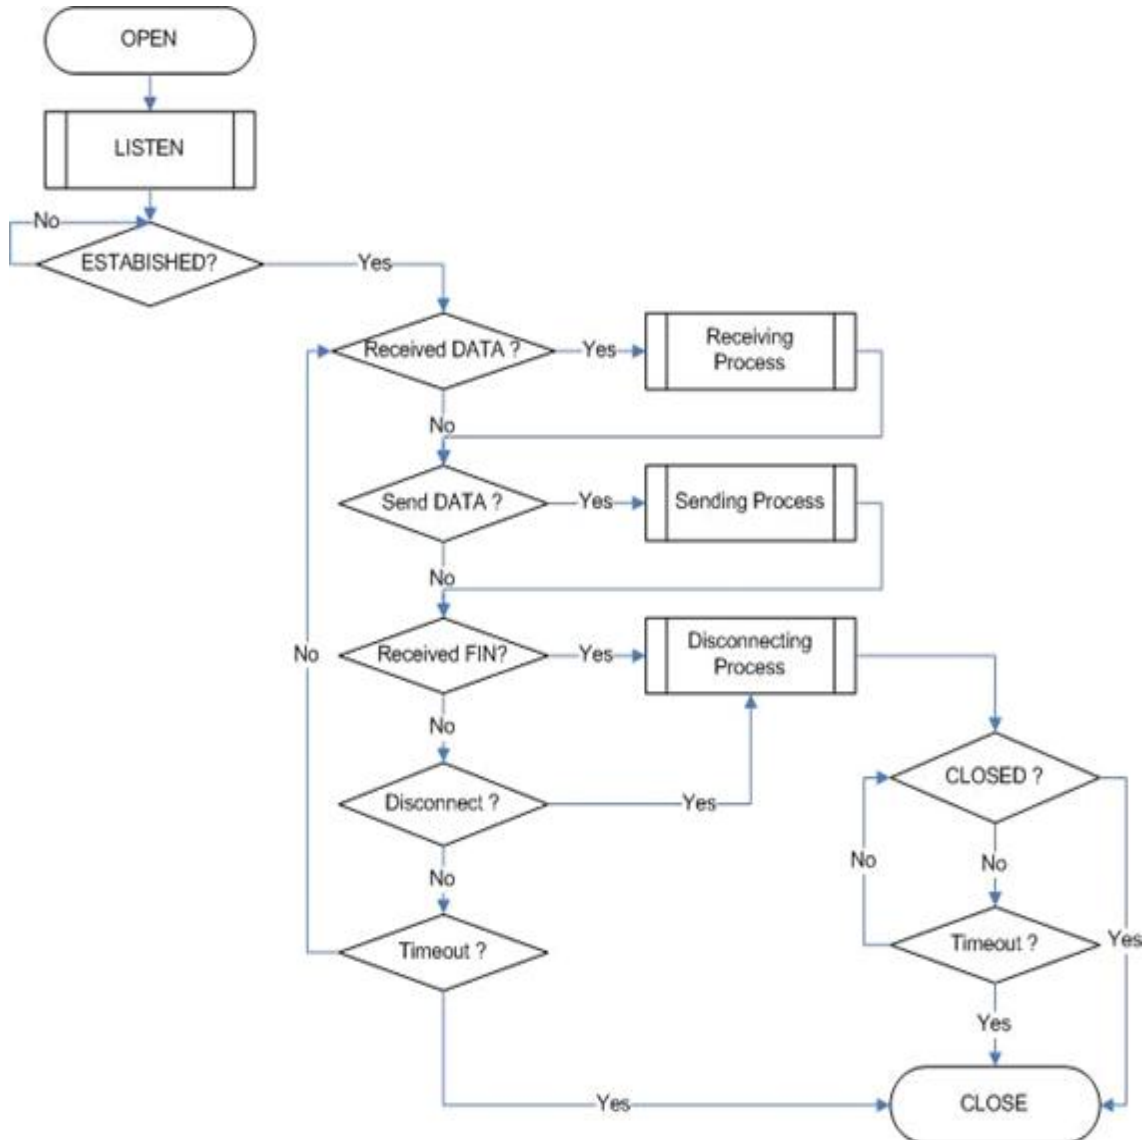 OPEN
LISTEN
No
ESTABISHED?
Yes
Received DATA ?
Yes
Receiving
Process
No
Send DATA ?
Yes
Sending Process
No
Received FIN?
Yes
Disconnecting
Process
No
No
Disconnect ?
Yes
CLOSED ?
No
No
No
Timeout ?
Timeout ?
Yes
Yes
Yes
CLOSE